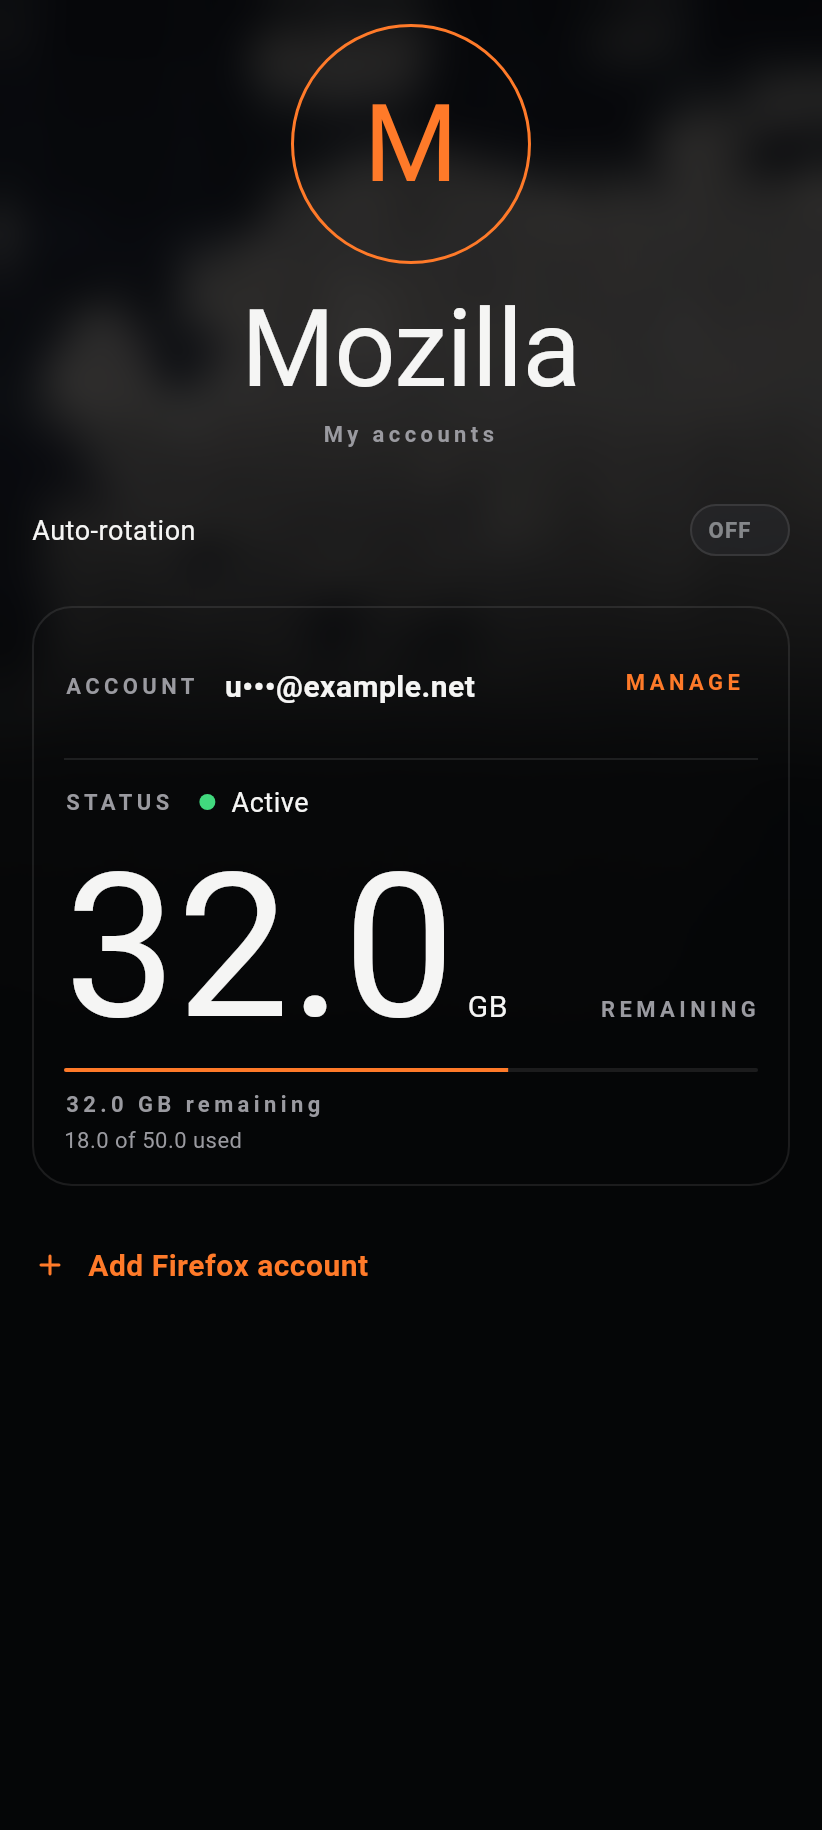 M
Mozilla
My accounts
Auto-rotation OFF
ACCOUNT u•••@example.net MANAGE
STATUS Active
32.0 GB REMAINING
32.0 GB remaining
18.0 of 50.0 used
+ Add Firefox account